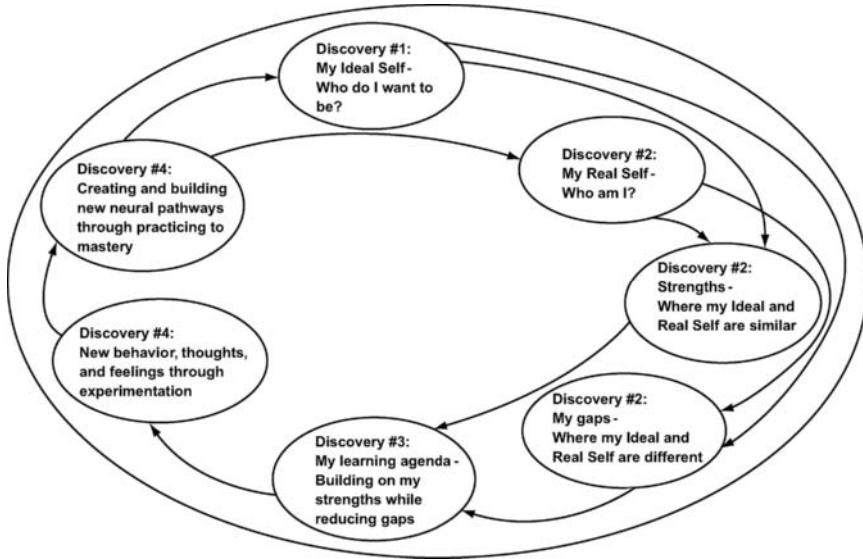 Discovery #1:
My Ideal Self -
Who do I want to
be?
Discovery #2:
My Real Self -
Who am I?
Discovery #2:
Strengths -
Where my Ideal and
Real Self are similar
Discovery #2:
My gaps -
Where my Ideal and
Real Self are different
Discovery #3:
My learning agenda -
Building on my
strengths while
reducing gaps
Discovery #4:
New behavior, thoughts,
and feelings through
experimentation
Discovery #4:
Creating and building
new neural pathways
through practicing to
mastery